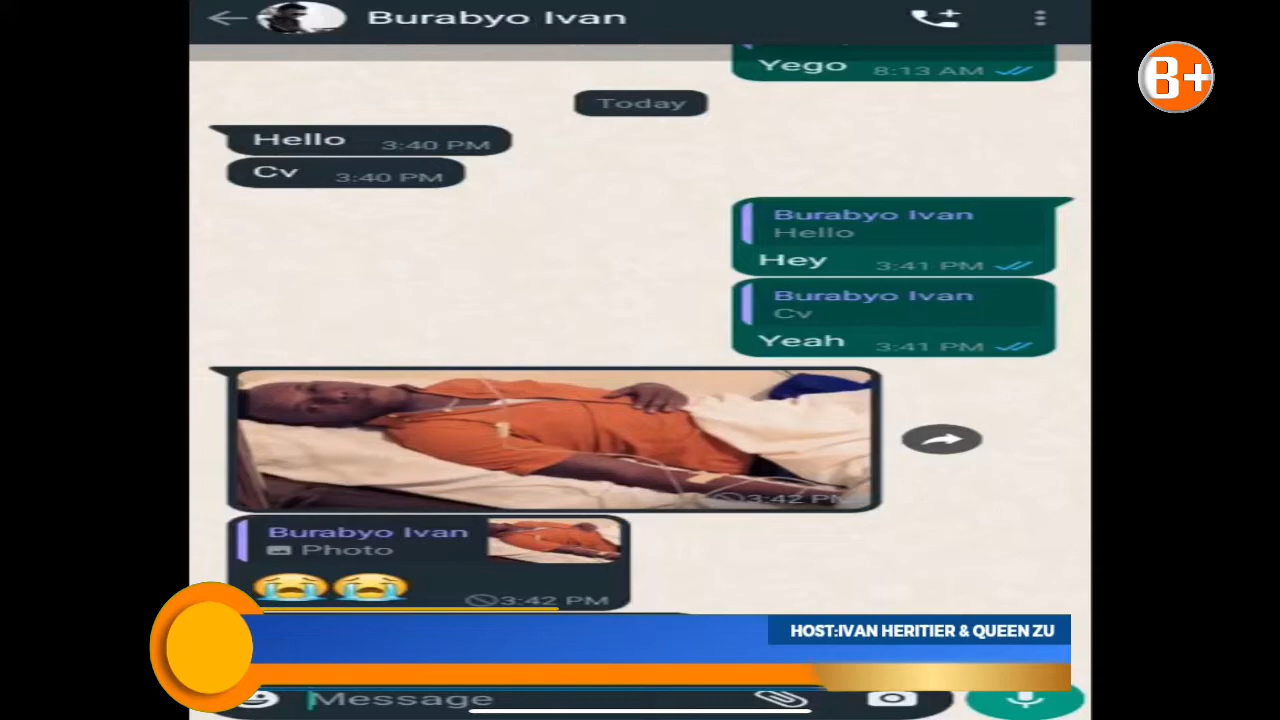 Burabyo Ivan
B+
Yego 8:13 AM
Today
Hello 3:40 PM
Cv 3:40 PM
Burabyo Ivan
Hello
Hey 3:41 PM
Burabyo Ivan
Cv
Yeah 3:41 PM
3:42 PM
Burabyo Ivan
Photo
3:42 PM
HOST:IVAN HERITIER & QUEEN ZU
Message